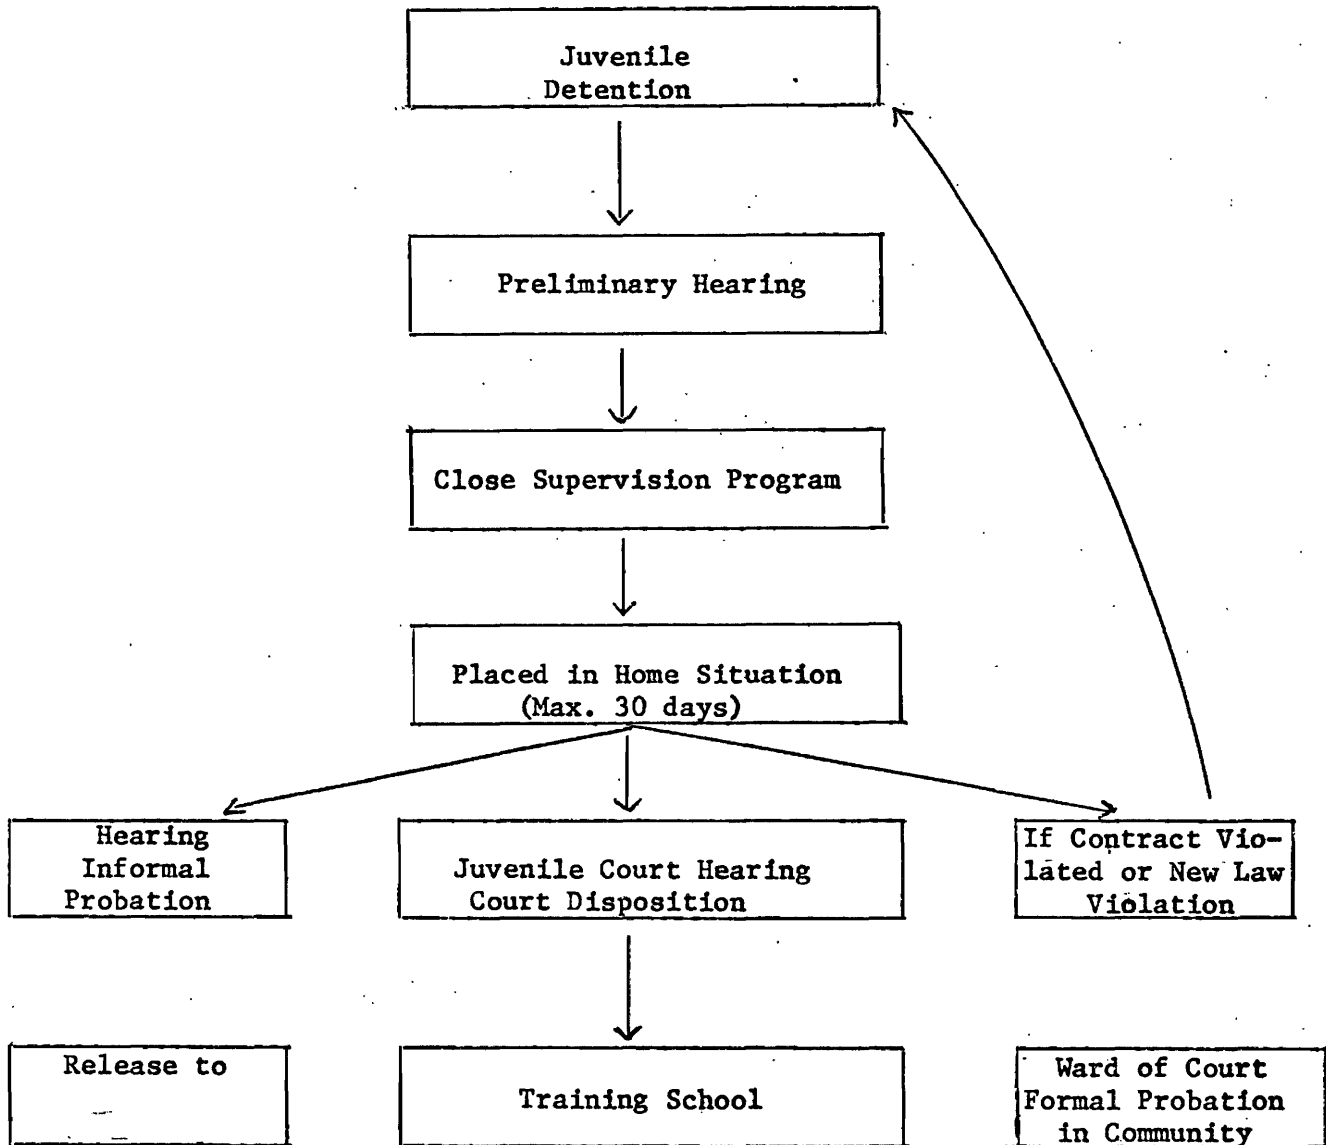 Juvenile
Detention
Preliminary Hearing
Close Supervision Program
Placed in Home Situation
(Max. 30 days)
Hearing
Informal
Probation
Juvenile Court Hearing
Court Disposition
If Contract Vio-
lated or New Law
Violation
Release to
Training School
Ward of Court
Formal Probation
in Community